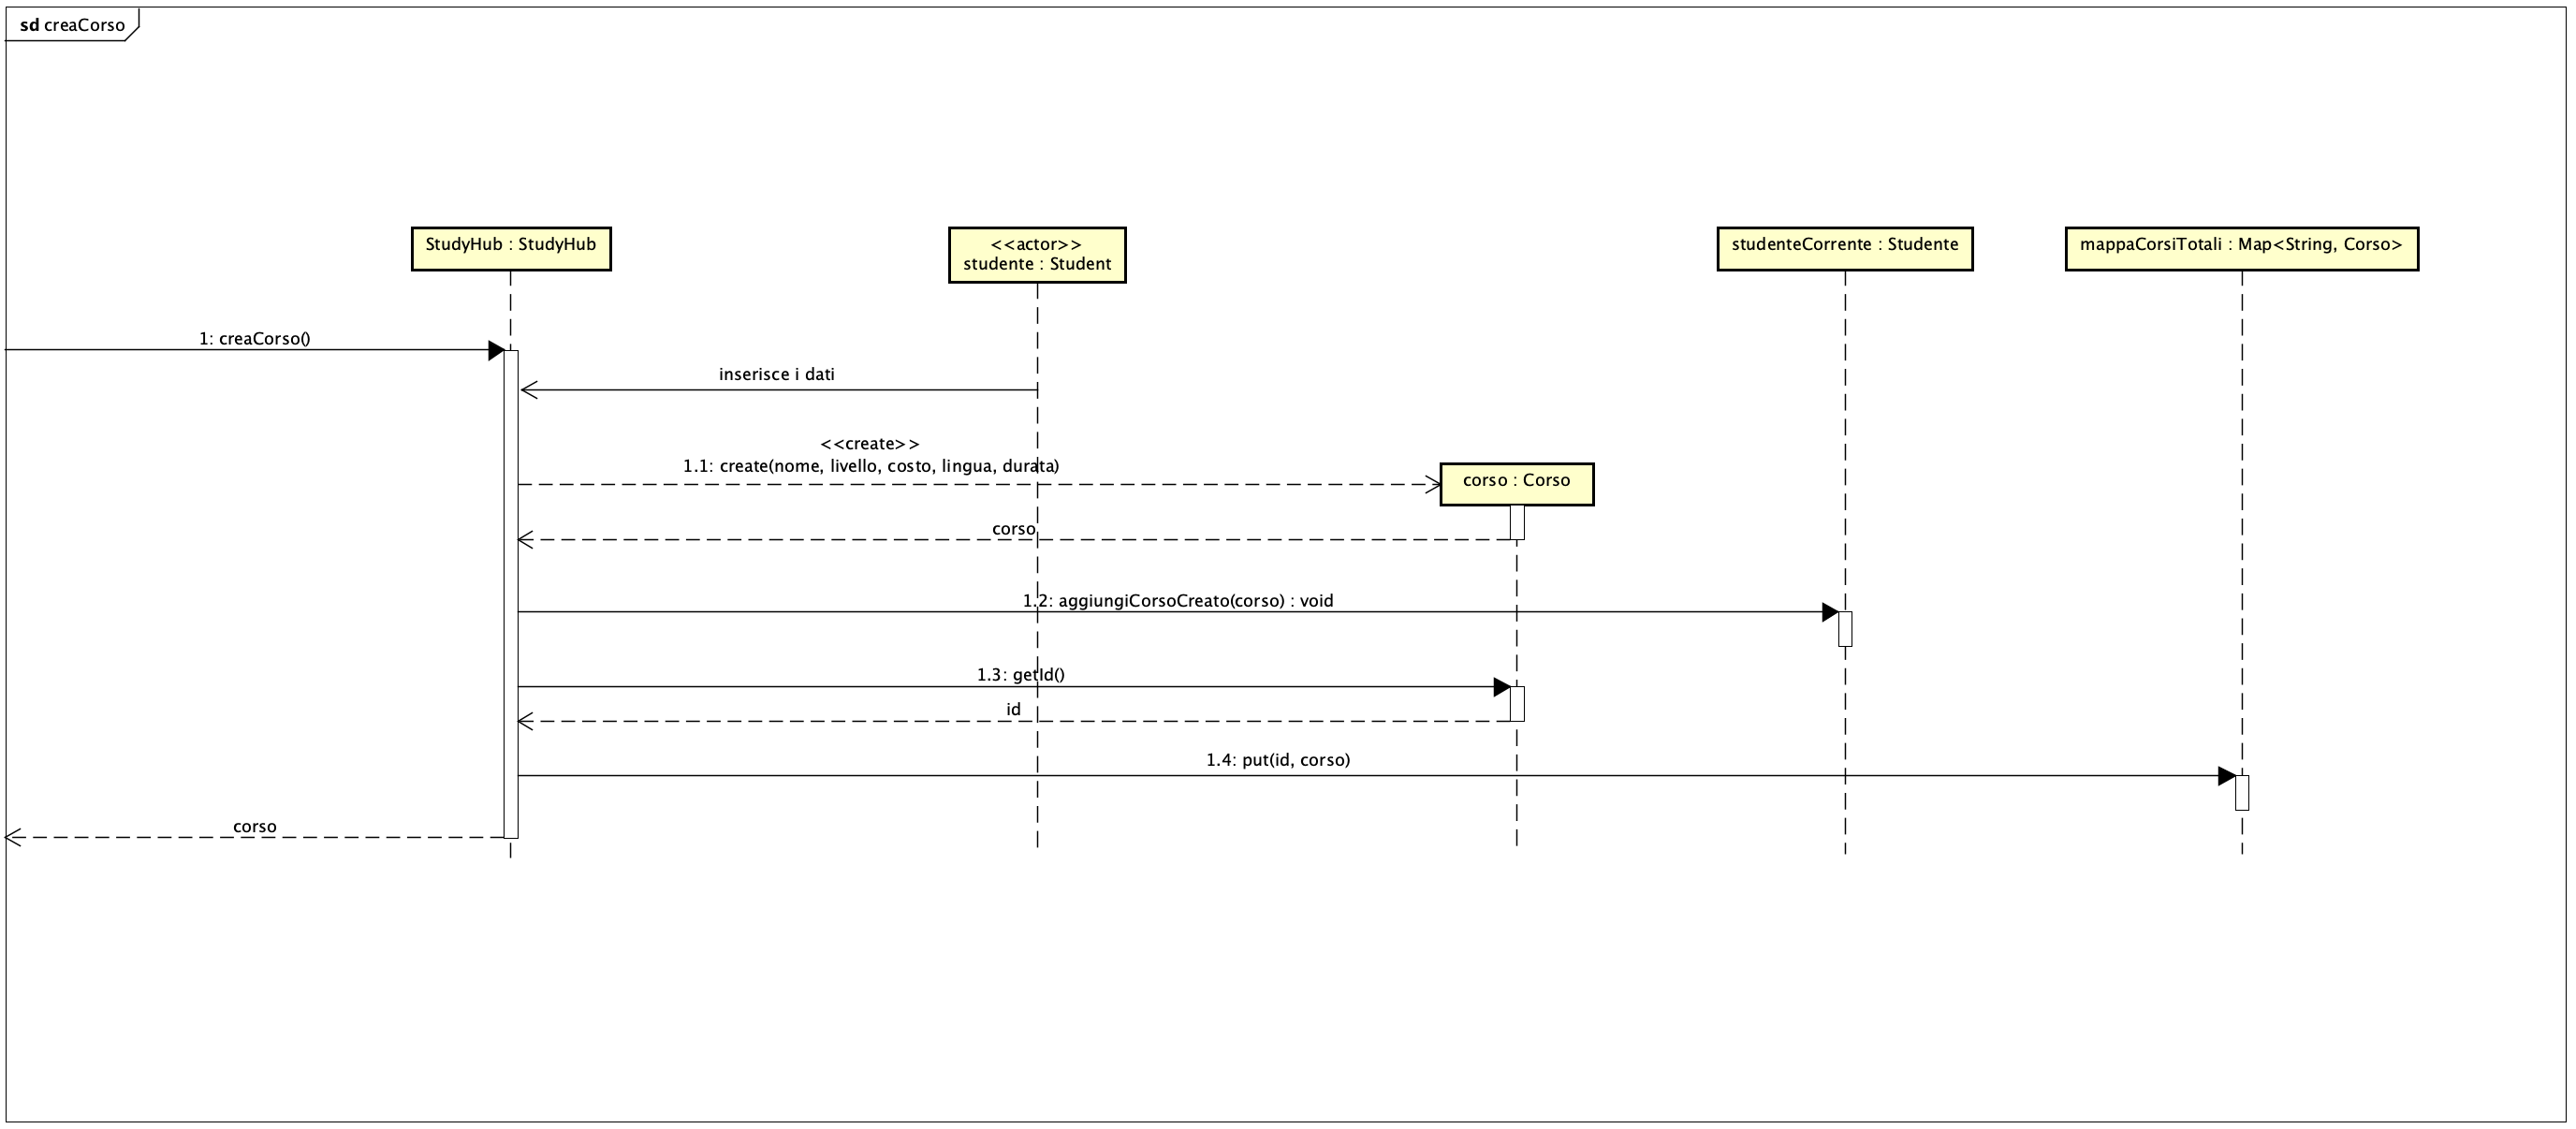 sd creaCorso
StudyHub : StudyHub
<<actor>>
studente : Student
studenteCorrente : Studente
mappaCorsiTotali : Map<String, Corso>
1: creaCorso()
inserisce i dati
<<create>>
1.1: create(nome, livello, costo, lingua, durata)
corso : Corso
corso
1.2: aggiungiCorsoCreato(corso) : void
1.3: getId()
id
1.4: put(id, corso)
corso